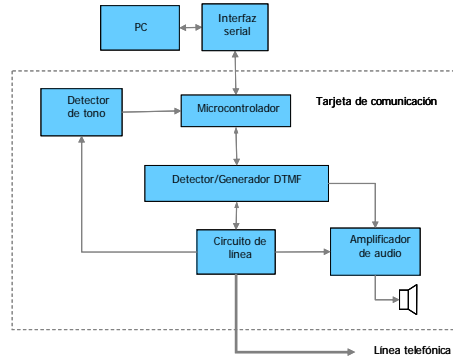 PC
Interfaz
serial
Tarjeta de comunicación
Detector
de tono
Microcontrolador
Detector/Generador DTMF
Circuito de
línea
Amplificador
de audio
Línea telefónica